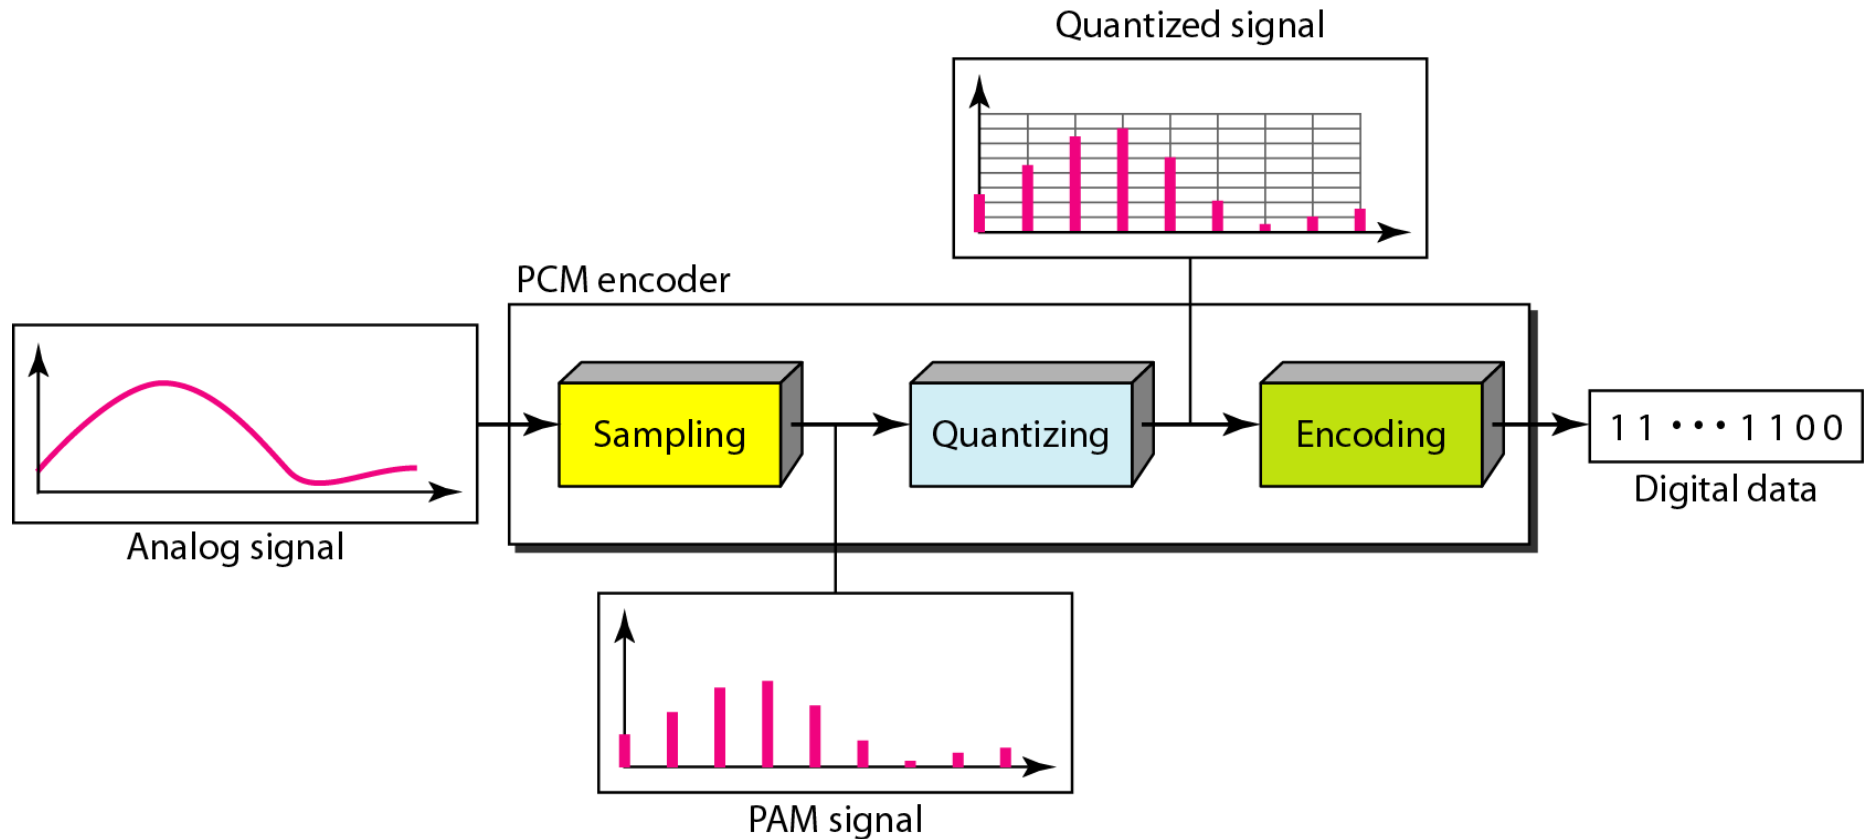 Quantized signal
PCM encoder
Analog signal
Sampling
Quantizing
Encoding
1 1 • • • 1 1 0 0
Digital data
PAM signal